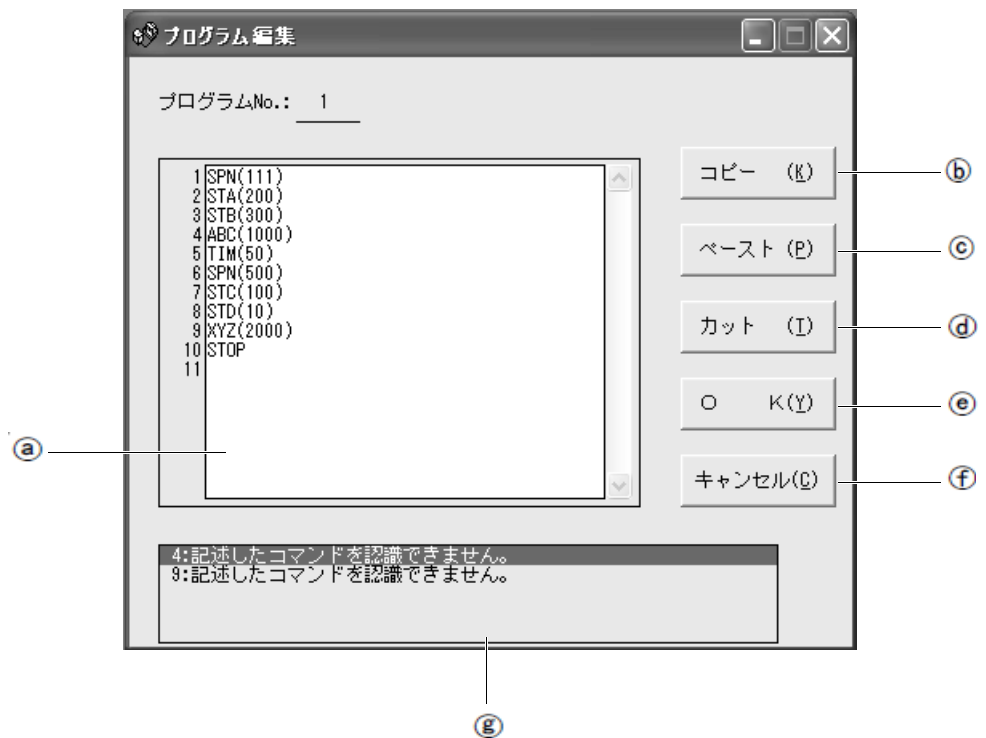 プログラム編集
プログラムNo.: 1
1 SPN(111)
2 STA(200)
3 STB(300)
4 ABC(1000)
5 TIM(50)
6 SPN(500)
7 STC(100)
8 STD(10)
9 XYZ(2000)
10 STOP
11
コピー (K)
ⓑ
ペースト (P)
ⓒ
カット (T)
ⓓ
O K(Y)
ⓔ
キャンセル(C)
ⓕ
ⓐ
4:記述したコマンドを認識できません。
9:記述したコマンドを認識できません。
ⓖ